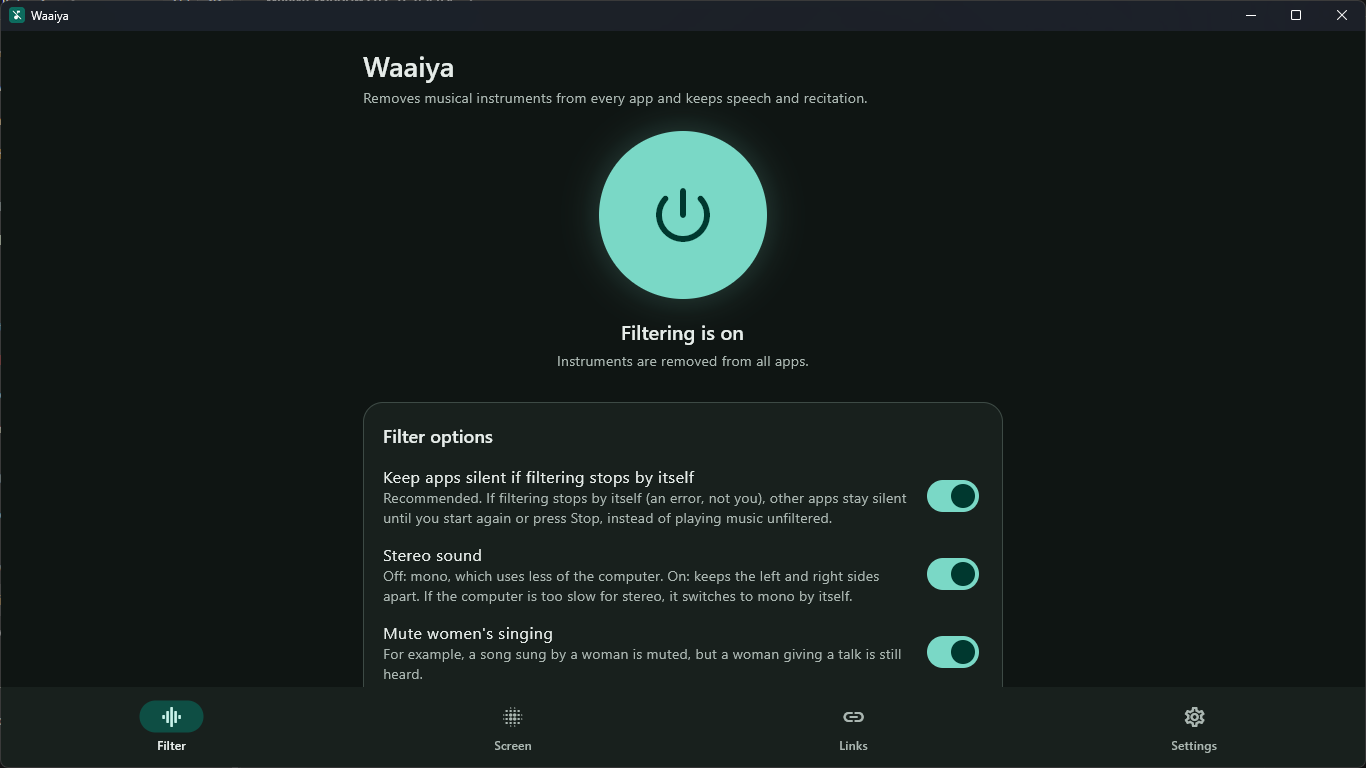 Waaiya
Waaiya
Removes musical instruments from every app and keeps speech and recitation.
Filtering is on
Instruments are removed from all apps.
Filter options
Keep apps silent if filtering stops by itself
Recommended. If filtering stops by itself (an error, not you), other apps stay silent
until you start again or press Stop, instead of playing music unfiltered.
Stereo sound
Off: mono, which uses less of the computer. On: keeps the left and right sides
apart. If the computer is too slow for stereo, it switches to mono by itself.
Mute women's singing
For example, a song sung by a woman is muted, but a woman giving a talk is still
heard.
Filter
Screen
Links
Settings